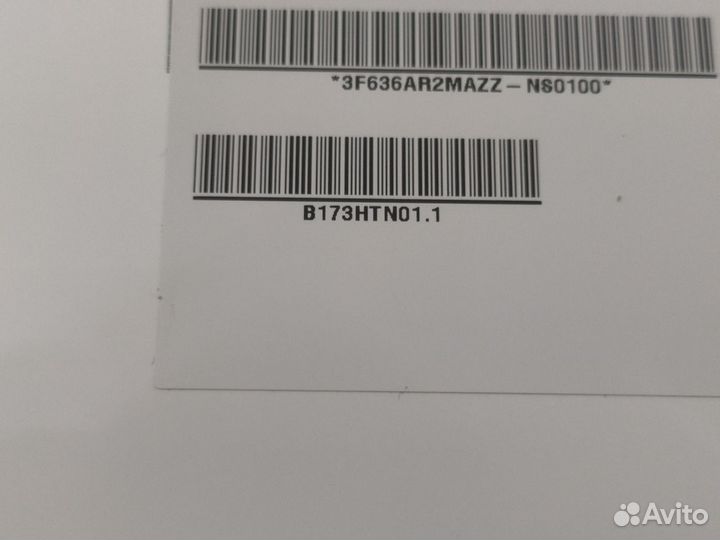 *3F636AR2MAZZ – NS0100*
B173HTN01.1
Avito